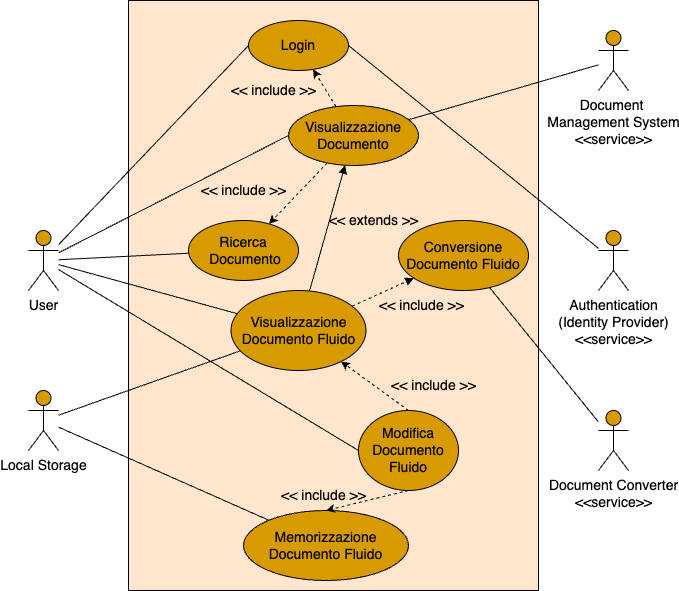 Login
<< include >>
Visualizzazione
Documento
Document
Management System
<<service>>
<< include >>
Ricerca
Documento
<< extends >>
Conversione
Documento Fluido
User
Authentication
(Identity Provider)
<<service>>
<< include >>
Visualizzazione
Documento Fluido
<< include >>
Local Storage
Modifica
Documento
Fluido
Document Converter
<<service>>
<< include >>
Memorizzazione
Documento Fluido